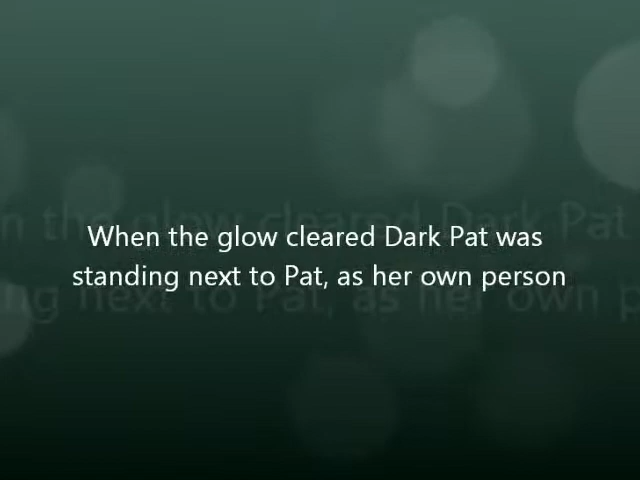 When the glow cleared Dark Pat was
standing next to Pat, as her own person